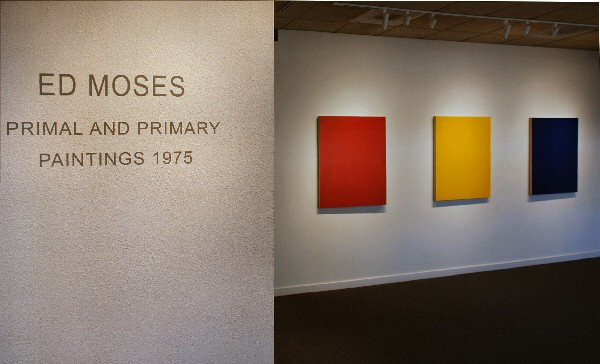 ED MOSES
PRIMAL AND PRIMARY
PAINTINGS 1975